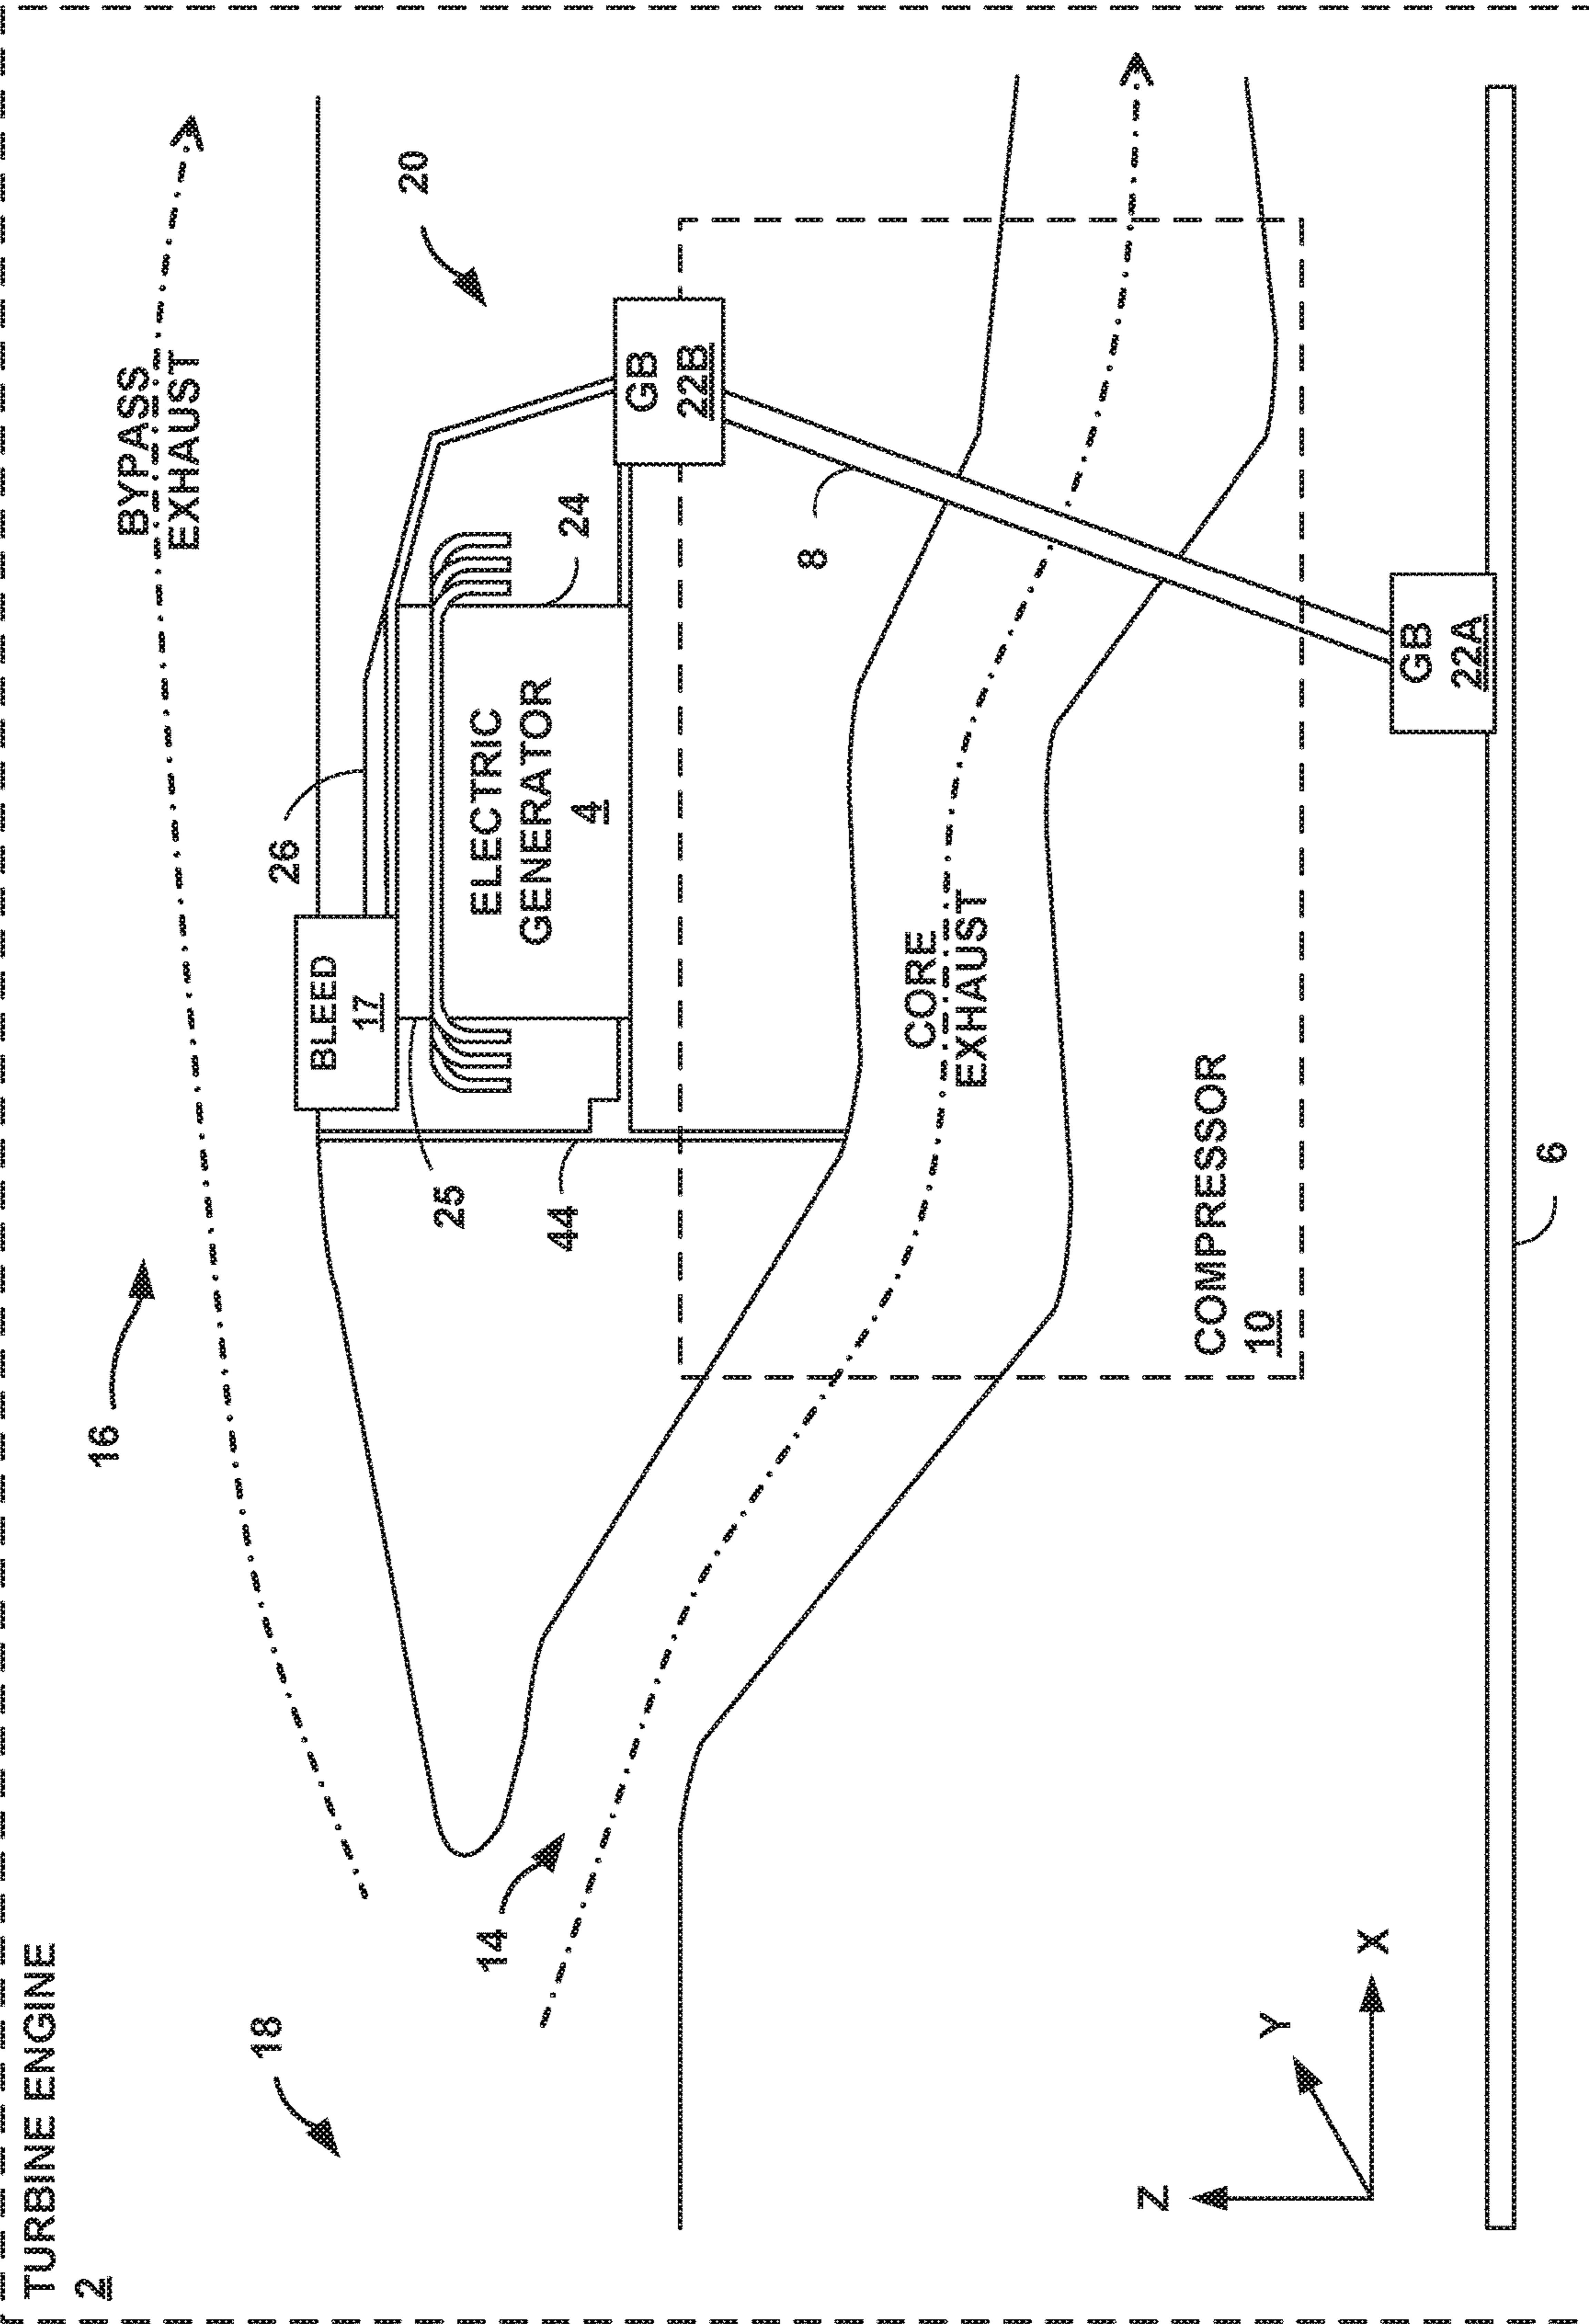 TURBINE ENGINE
2
16
BYPASS
EXHAUST
18
26
BLEED
17
20
25
ELECTRIC
GENERATOR
4
24
GB
22B
14
44
8
CORE
EXHAUST
COMPRESSOR
10
Z
Y
X
GB
22A
6